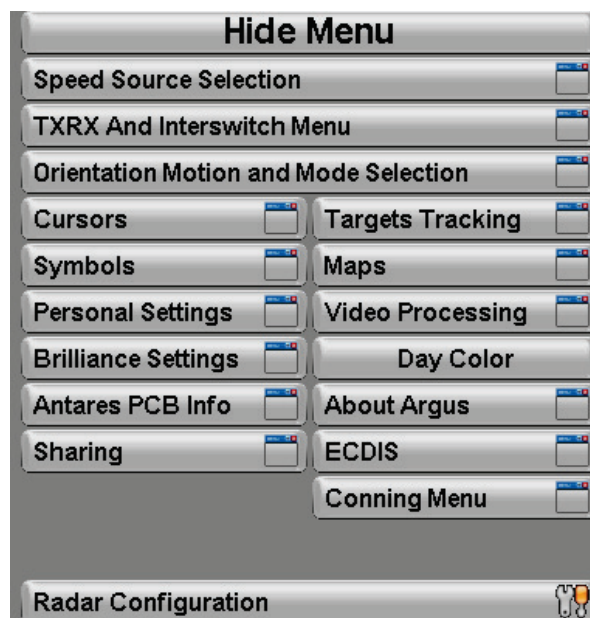 Hide Menu
Speed Source Selection
TXRX And Interswitch Menu
Orientation Motion and Mode Selection
Cursors
Targets Tracking
Symbols
Maps
Personal Settings
Video Processing
Brilliance Settings
Day Color
Antares PCB Info
About Argus
Sharing
ECDIS
Conning Menu
Radar Configuration